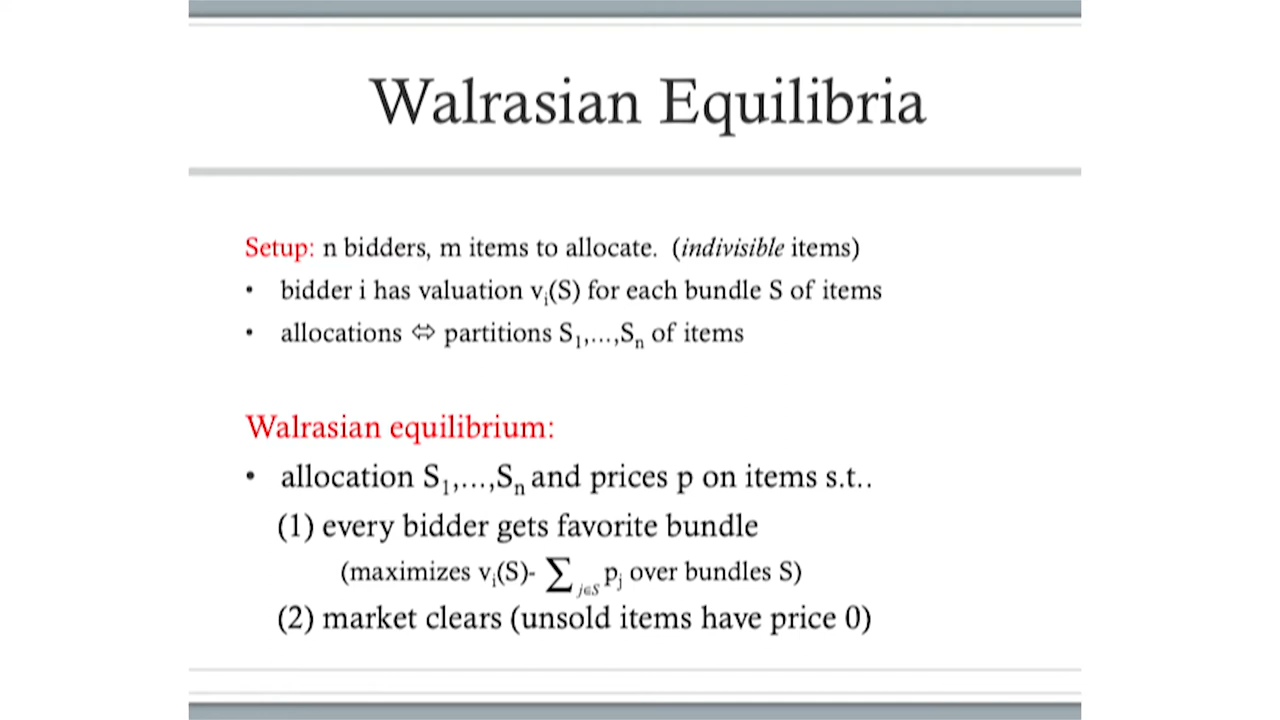 Walrasian Equilibria
Setup: n bidders, m items to allocate. (indivisible items)
• bidder i has valuation vᵢ(S) for each bundle S of items
• allocations ⇔ partitions S₁,...,Sₙ of items
Walrasian equilibrium:
• allocation S₁,...,Sₙ and prices p on items s.t..
(1) every bidder gets favorite bundle
(maximizes vᵢ(S)- ∑ j∈S pⱼ over bundles S)
(2) market clears (unsold items have price 0)